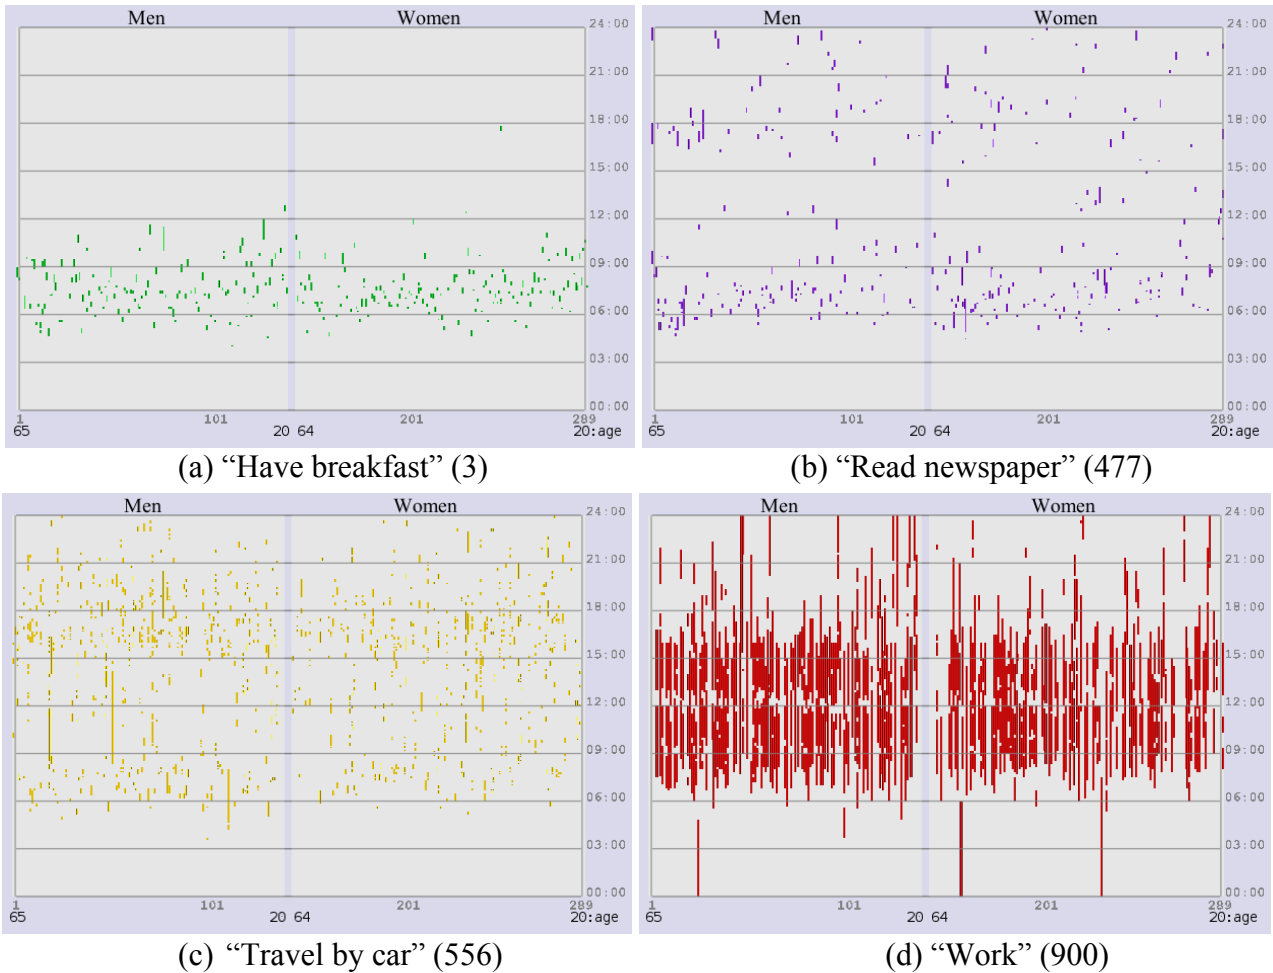 Men Women
24:00
21:00
18:00
15:00
12:00
09:00
06:00
03:00
00:00
1 101 201 289
65 20 64 20:age
(a) “Have breakfast” (3)
Men Women
24:00
21:00
18:00
15:00
12:00
09:00
06:00
03:00
00:00
1 101 201 289
65 20 64 20:age
(b) “Read newspaper” (477)
Men Women
24:00
21:00
18:00
15:00
12:00
09:00
06:00
03:00
00:00
1 101 201 289
65 20 64 20:age
(c) “Travel by car” (556)
Men Women
24:00
21:00
18:00
15:00
12:00
09:00
06:00
03:00
00:00
1 101 201 289
65 20 64 20:age
(d) “Work” (900)